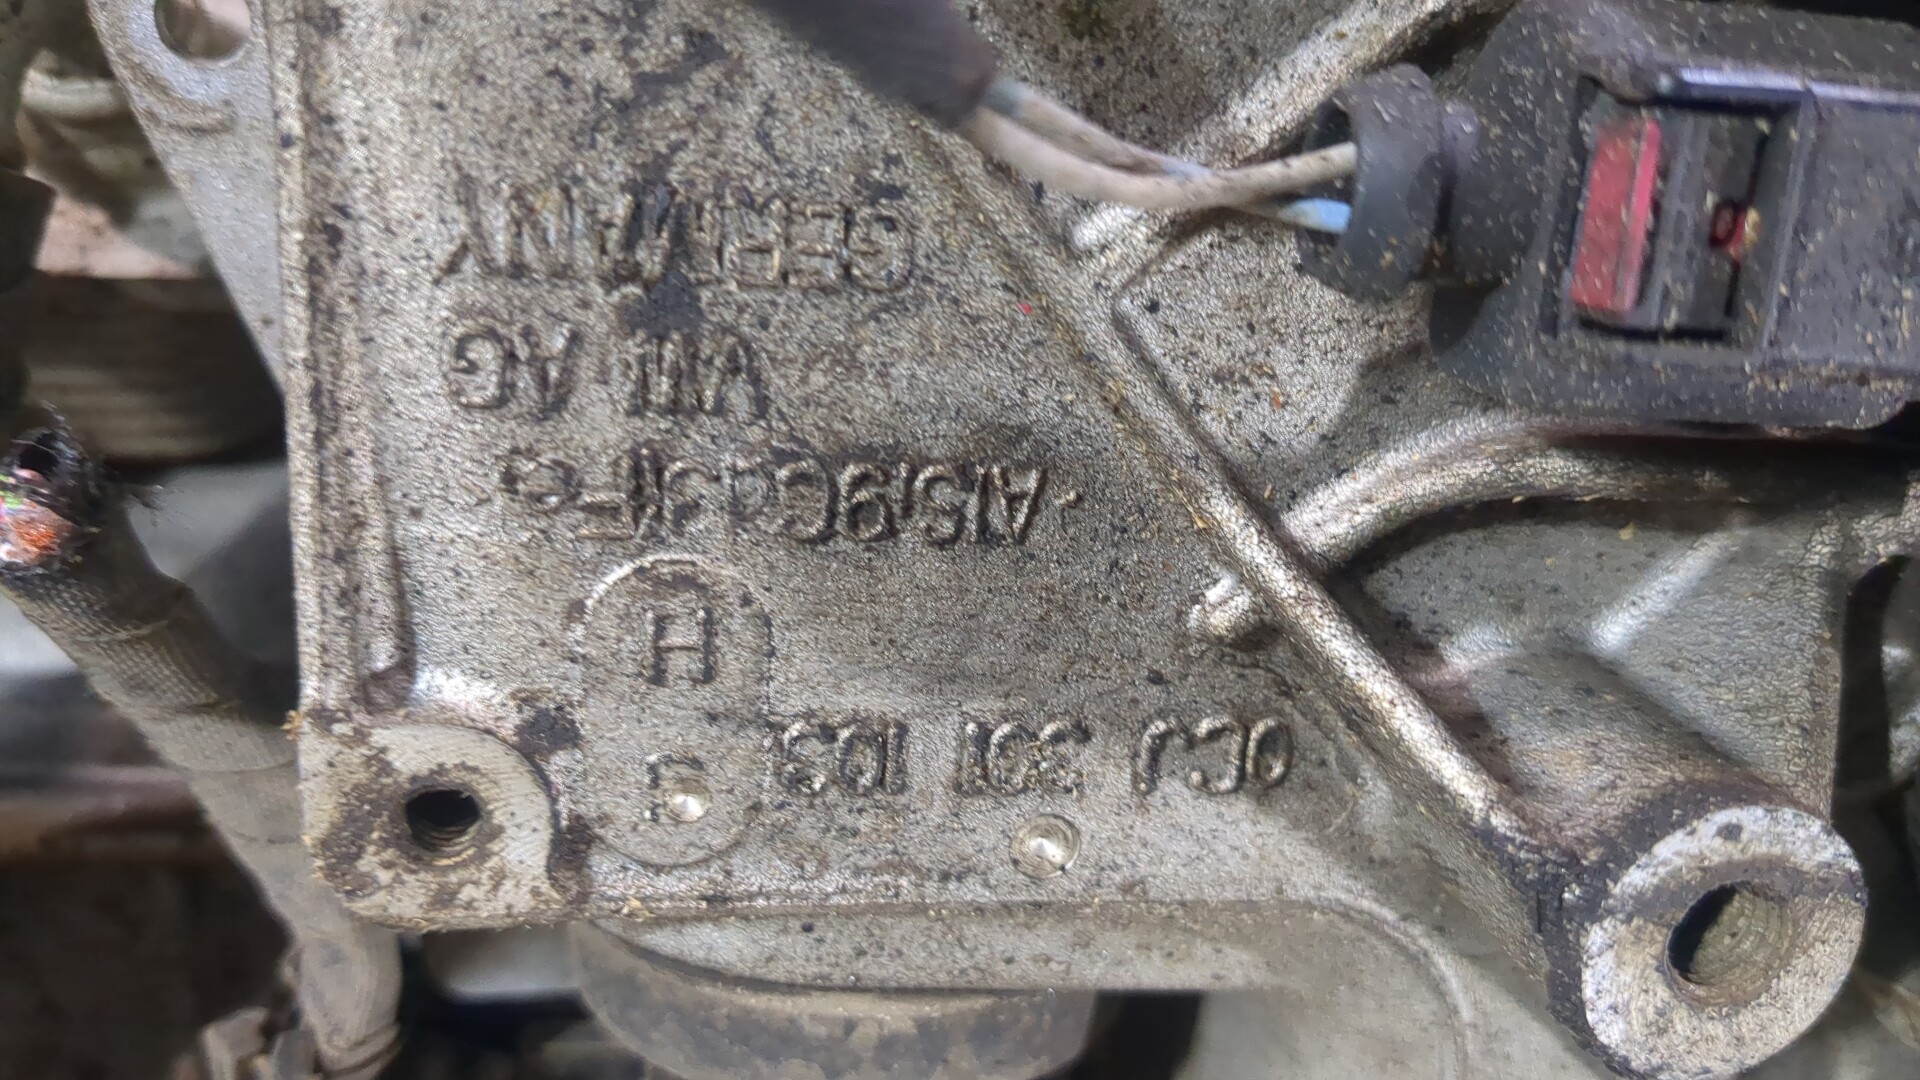 0CJ 301 103
H
AlSi9Cu3(Fe)
VW AG
GERMANY